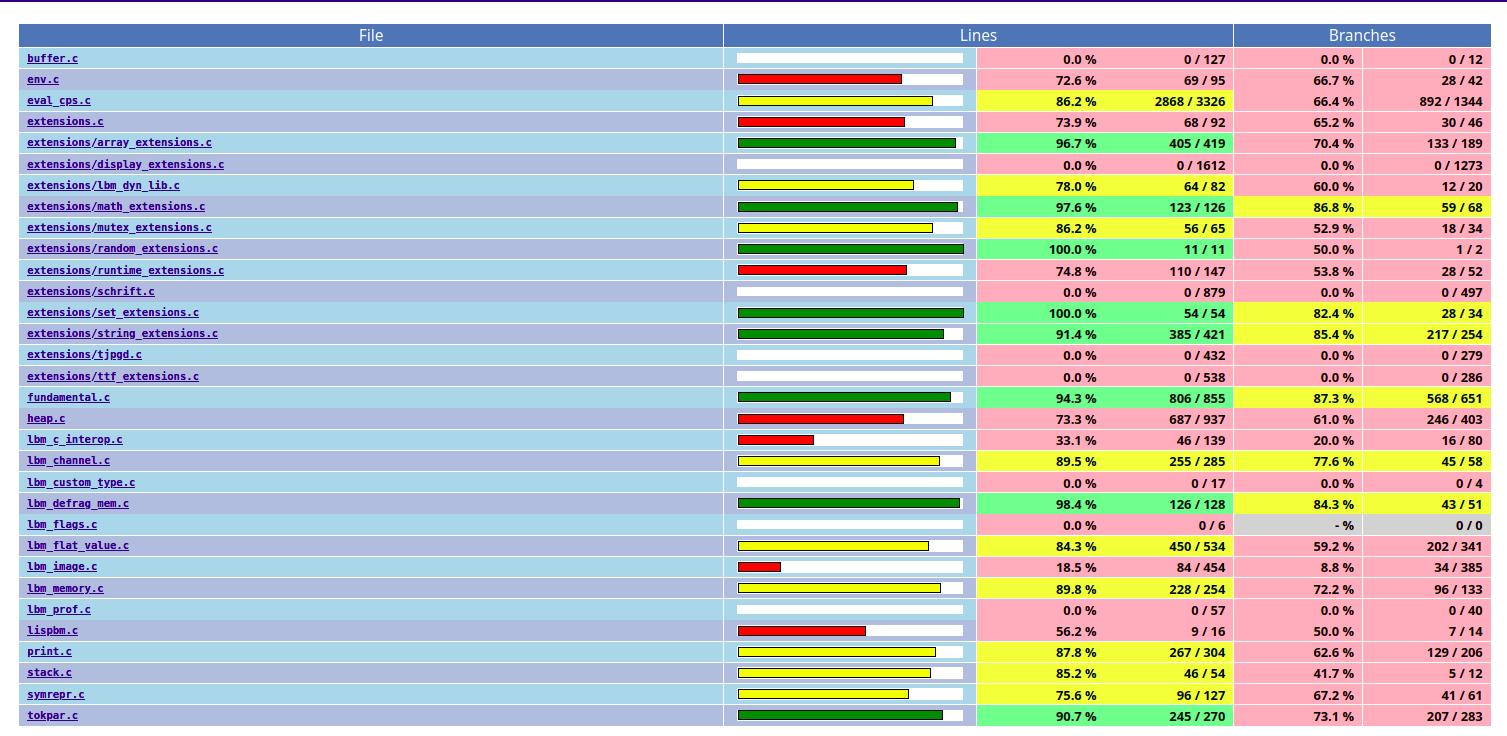 File Lines Branches
buffer.c 0.0 % 0 / 127 0.0 % 0 / 12
env.c 72.6 % 69 / 95 66.7 % 28 / 42
eval_cps.c 86.2 % 2868 / 3326 66.4 % 892 / 1344
extensions.c 73.9 % 68 / 92 65.2 % 30 / 46
extensions/array_extensions.c 96.7 % 405 / 419 70.4 % 133 / 189
extensions/display_extensions.c 0.0 % 0 / 1612 0.0 % 0 / 1273
extensions/lbm_dyn_lib.c 78.0 % 64 / 82 60.0 % 12 / 20
extensions/math_extensions.c 97.6 % 123 / 126 86.8 % 59 / 68
extensions/mutex_extensions.c 86.2 % 56 / 65 52.9 % 18 / 34
extensions/random_extensions.c 100.0 % 11 / 11 50.0 % 1 / 2
extensions/runtime_extensions.c 74.8 % 110 / 147 53.8 % 28 / 52
extensions/schrift.c 0.0 % 0 / 879 0.0 % 0 / 497
extensions/set_extensions.c 100.0 % 54 / 54 82.4 % 28 / 34
extensions/string_extensions.c 91.4 % 385 / 421 85.4 % 217 / 254
extensions/tjpgd.c 0.0 % 0 / 432 0.0 % 0 / 279
extensions/ttf_extensions.c 0.0 % 0 / 538 0.0 % 0 / 286
fundamental.c 94.3 % 806 / 855 87.3 % 568 / 651
heap.c 73.3 % 687 / 937 61.0 % 246 / 403
lbm_c_interop.c 33.1 % 46 / 139 20.0 % 16 / 80
lbm_channel.c 89.5 % 255 / 285 77.6 % 45 / 58
lbm_custom_type.c 0.0 % 0 / 17 0.0 % 0 / 4
lbm_defrag_mem.c 98.4 % 126 / 128 84.3 % 43 / 51
lbm_flags.c 0.0 % 0 / 6 - % 0 / 0
lbm_flat_value.c 84.3 % 450 / 534 59.2 % 202 / 341
lbm_image.c 18.5 % 84 / 454 8.8 % 34 / 385
lbm_memory.c 89.8 % 228 / 254 72.2 % 96 / 133
lbm_prof.c 0.0 % 0 / 57 0.0 % 0 / 40
lispbm.c 56.2 % 9 / 16 50.0 % 7 / 14
print.c 87.8 % 267 / 304 62.6 % 129 / 206
stack.c 85.2 % 46 / 54 41.7 % 5 / 12
symrepr.c 75.6 % 96 / 127 67.2 % 41 / 61
tokpar.c 90.7 % 245 / 270 73.1 % 207 / 283